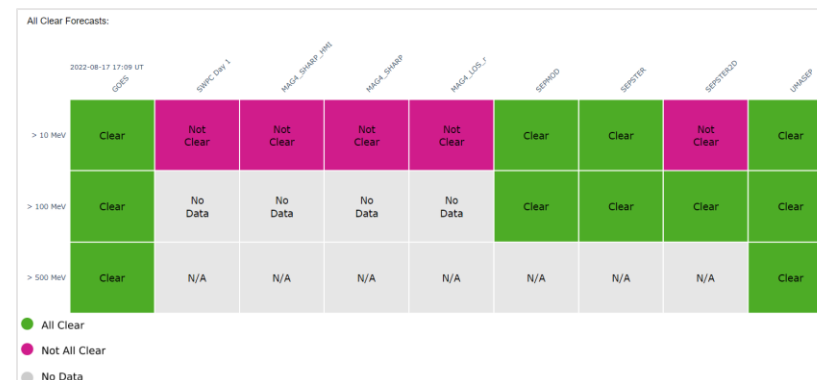 All Clear Forecasts:
2022-08-17 17:09 UT
GOES
SWPC Day 1
MAG4_SHARP_HMI
MAG4_SHARP
MAG4_LOS_r
SEPMOD
SEPSTER
SEPSTER2D
UMASEP
> 10 MeV
Clear
Not
Clear
Not
Clear
Not
Clear
Not
Clear
Clear
Clear
Not
Clear
Clear
> 100 MeV
Clear
No
Data
No
Data
No
Data
No
Data
Clear
Clear
Clear
Clear
> 500 MeV
Clear
N/A
N/A
N/A
N/A
N/A
N/A
N/A
Clear
All Clear
Not All Clear
No Data